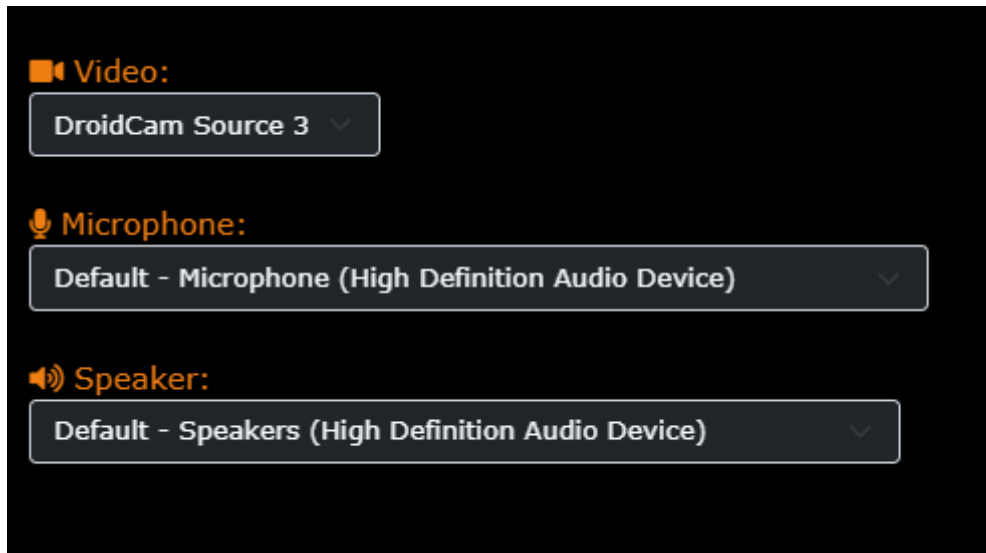 Video:
DroidCam Source 3
Microphone:
Default - Microphone (High Definition Audio Device)
Speaker:
Default - Speakers (High Definition Audio Device)